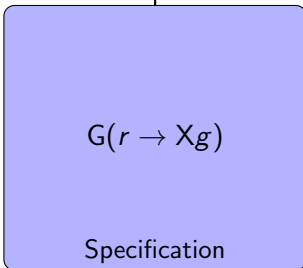 G(r → Xg)
Specification